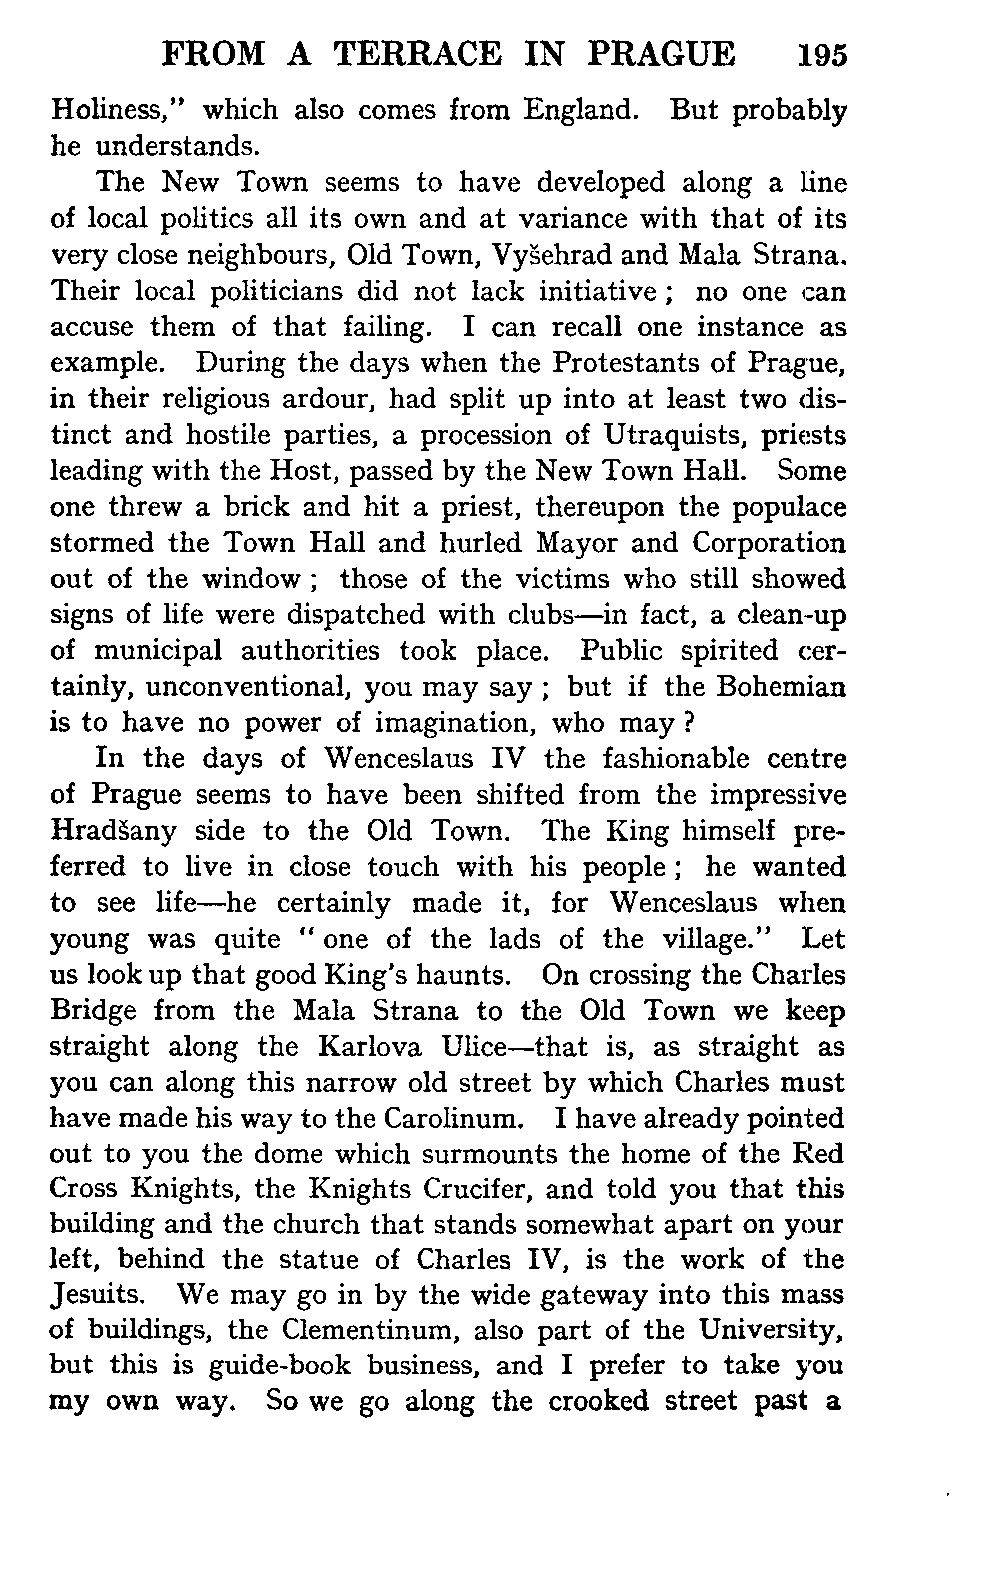 FROM A TERRACE IN PRAGUE 195
Holiness,” which also comes from England. But probably
he understands.
The New Town seems to have developed along a line
of local politics all its own and at variance with that of its
very close neighbours, Old Town, Vyšehrad and Mala Strana.
Their local politicians did not lack initiative ; no one can
accuse them of that failing. I can recall one instance as
example. During the days when the Protestants of Prague,
in their religious ardour, had split up into at least two dis-
tinct and hostile parties, a procession of Utraquists, priests
leading with the Host, passed by the New Town Hall. Some
one threw a brick and hit a priest, thereupon the populace
stormed the Town Hall and hurled Mayor and Corporation
out of the window ; those of the victims who still showed
signs of life were dispatched with clubs—in fact, a clean-up
of municipal authorities took place. Public spirited cer-
tainly, unconventional, you may say ; but if the Bohemian
is to have no power of imagination, who may ?
In the days of Wenceslaus IV the fashionable centre
of Prague seems to have been shifted from the impressive
Hradšany side to the Old Town. The King himself pre-
ferred to live in close touch with his people ; he wanted
to see life—he certainly made it, for Wenceslaus when
young was quite “ one of the lads of the village.” Let
us look up that good King’s haunts. On crossing the Charles
Bridge from the Mala Strana to the Old Town we keep
straight along the Karlova Ulice—that is, as straight as
you can along this narrow old street by which Charles must
have made his way to the Carolinum. I have already pointed
out to you the dome which surmounts the home of the Red
Cross Knights, the Knights Crucifer, and told you that this
building and the church that stands somewhat apart on your
left, behind the statue of Charles IV, is the work of the
Jesuits. We may go in by the wide gateway into this mass
of buildings, the Clementinum, also part of the University,
but this is guide-book business, and I prefer to take you
my own way. So we go along the crooked street past a